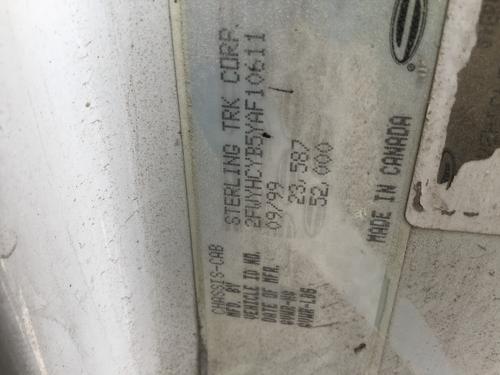 CHASSIS-CAB
MFD. BY STERLING TRK CORP.
VEHICLE ID NO. 2FWYHCYB5YAF10611
DATE OF MFR. 09/99
GVWR-KG 23,587
GVWR-LBS 52,000
MADE IN CANADA